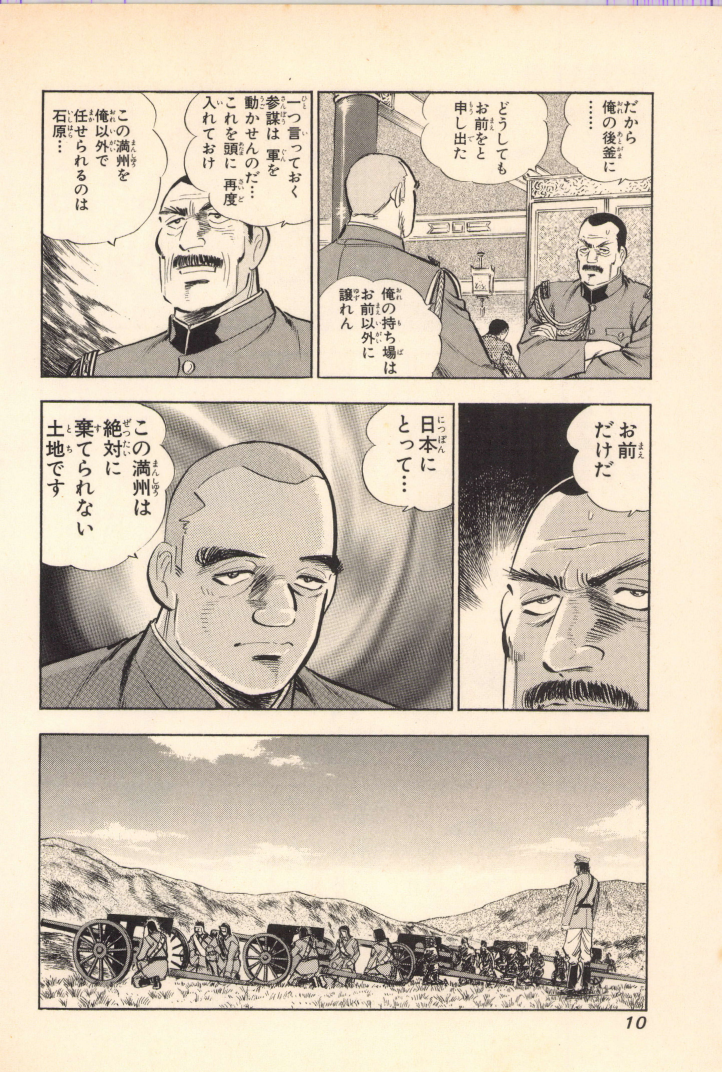 だから
俺の後釜に
……
どうしても
お前をと
申し出た
俺の持ち場は
お前以外に
譲れん
一つ言っておく
参謀は 軍を
動かせんのだ…
これを頭に 再度
入れておけ
この満州を
俺以外で
任せられるのは
石原…
お前
だけだ
日本に
とって…
この満州は
絶対に
棄てられない
土地です
10